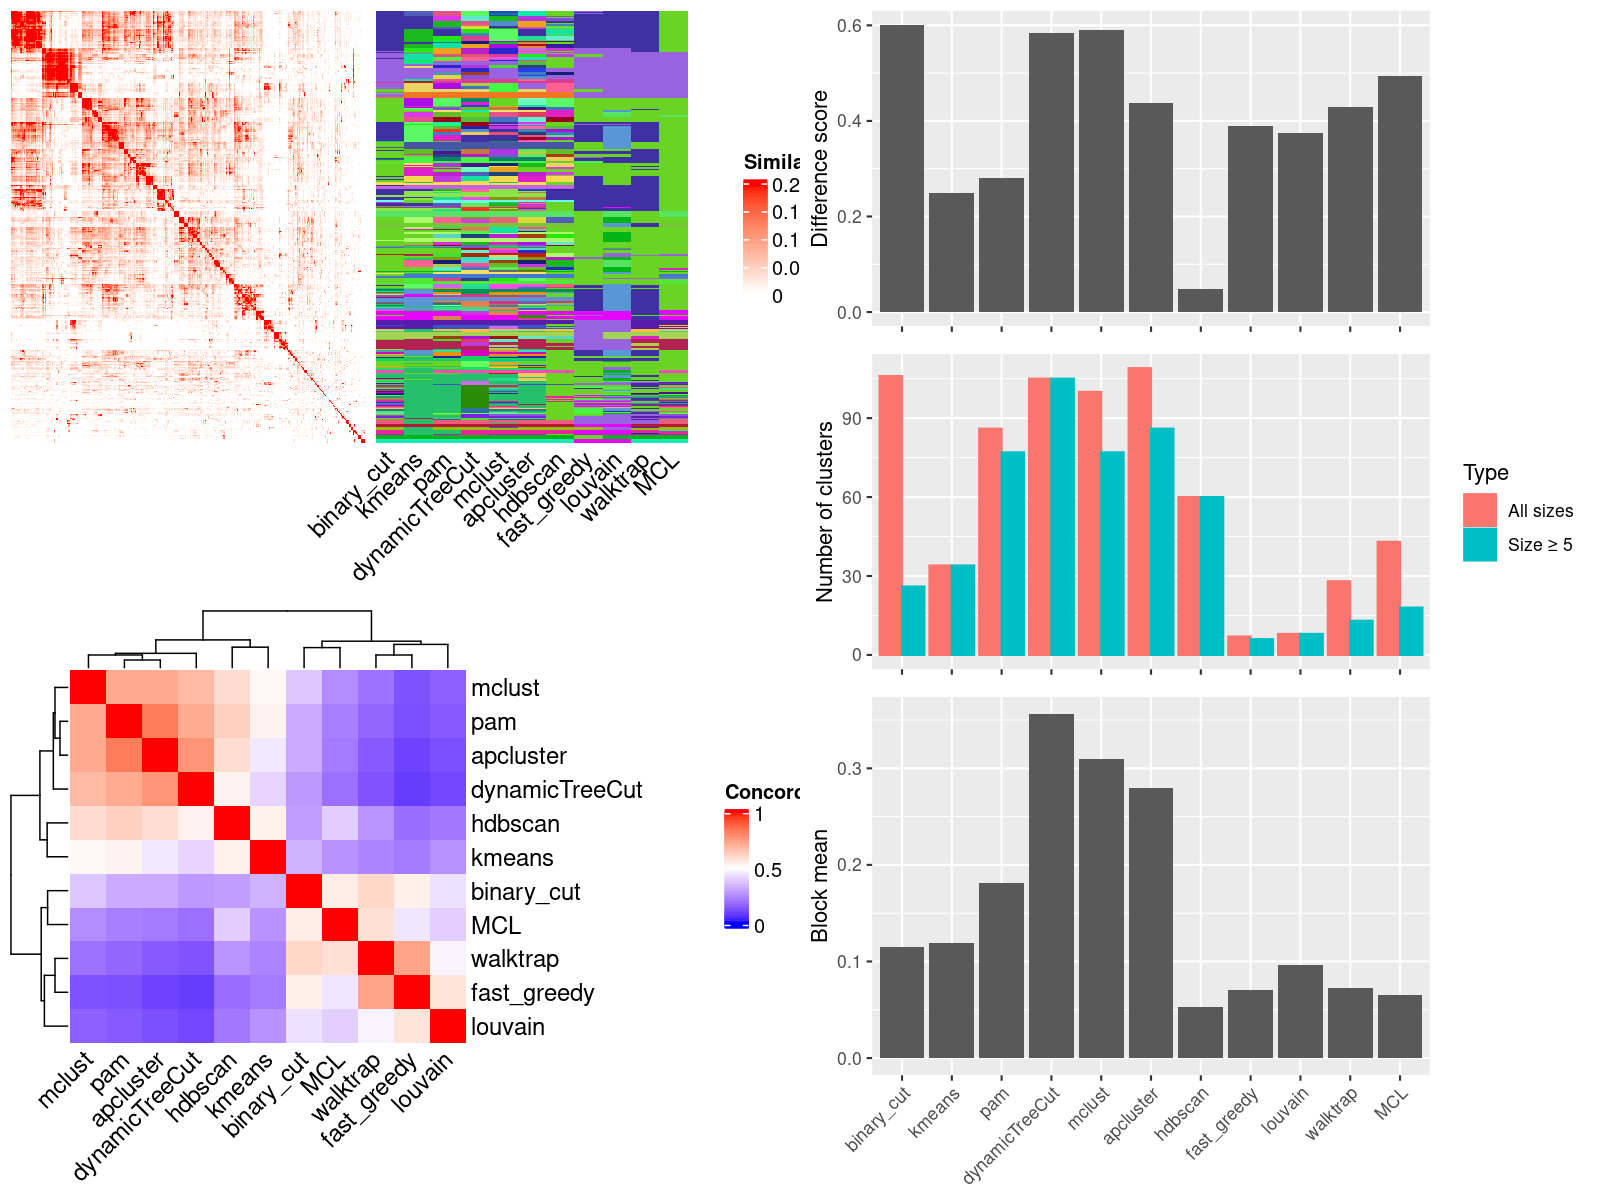 Simila
0.2
0.1
0.1
0.0
0
binary_cut
kmeans
pam
dynamicTreeCut
mclust
apcluster
hdbscan
fast_greedy
louvain
walktrap
MCL
mclust
pam
apcluster
dynamicTreeCut
hdbscan
kmeans
binary_cut
MCL
walktrap
fast_greedy
louvain
mclust
pam
apcluster
dynamicTreeCut
hdbscan
kmeans
binary_cut
MCL
walktrap
fast_greedy
louvain
Concord
1
0.5
0
Difference score
0.6
0.4
0.2
0.0
Number of clusters
90
60
30
0
Type
All sizes
Size ≥ 5
Block mean
0.3
0.2
0.1
0.0
binary_cut
kmeans
pam
dynamicTreeCut
mclust
apcluster
hdbscan
fast_greedy
louvain
walktrap
MCL